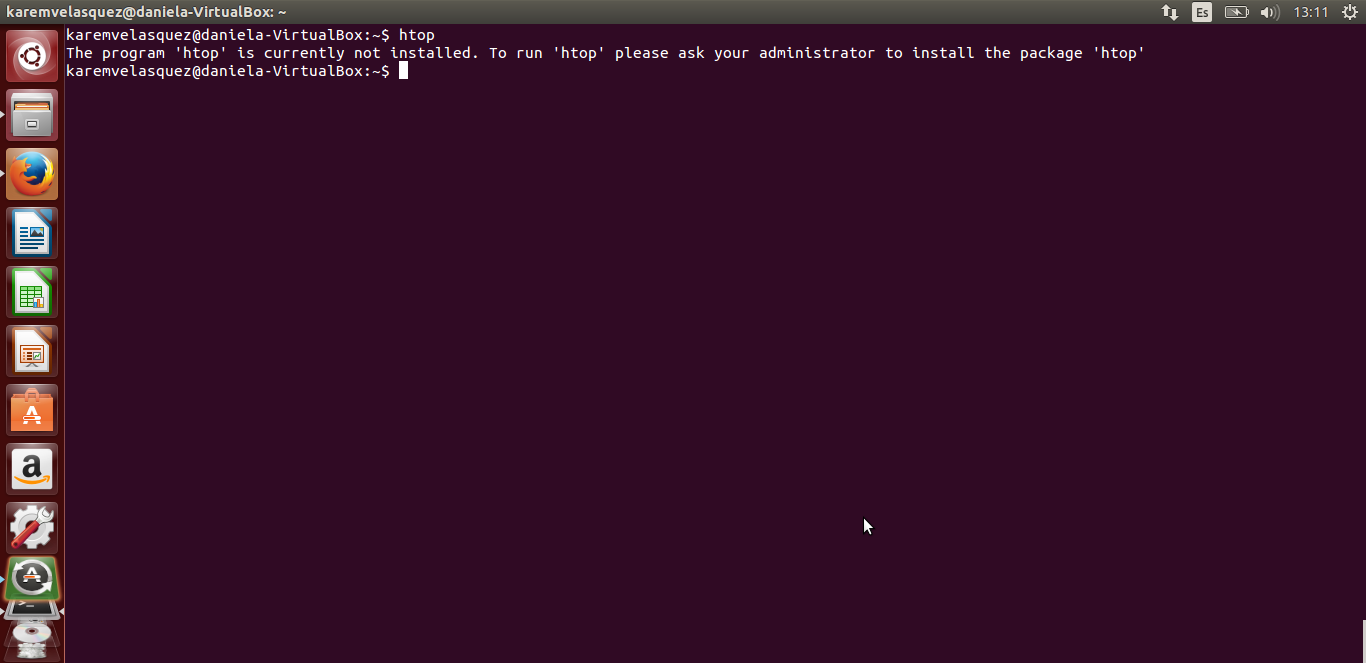 karemvelasquez@daniela-VirtualBox: ~
Es
13:11
karemvelasquez@daniela-VirtualBox:~$ htop
The program 'htop' is currently not installed. To run 'htop' please ask your administrator to install the package 'htop'
karemvelasquez@daniela-VirtualBox:~$